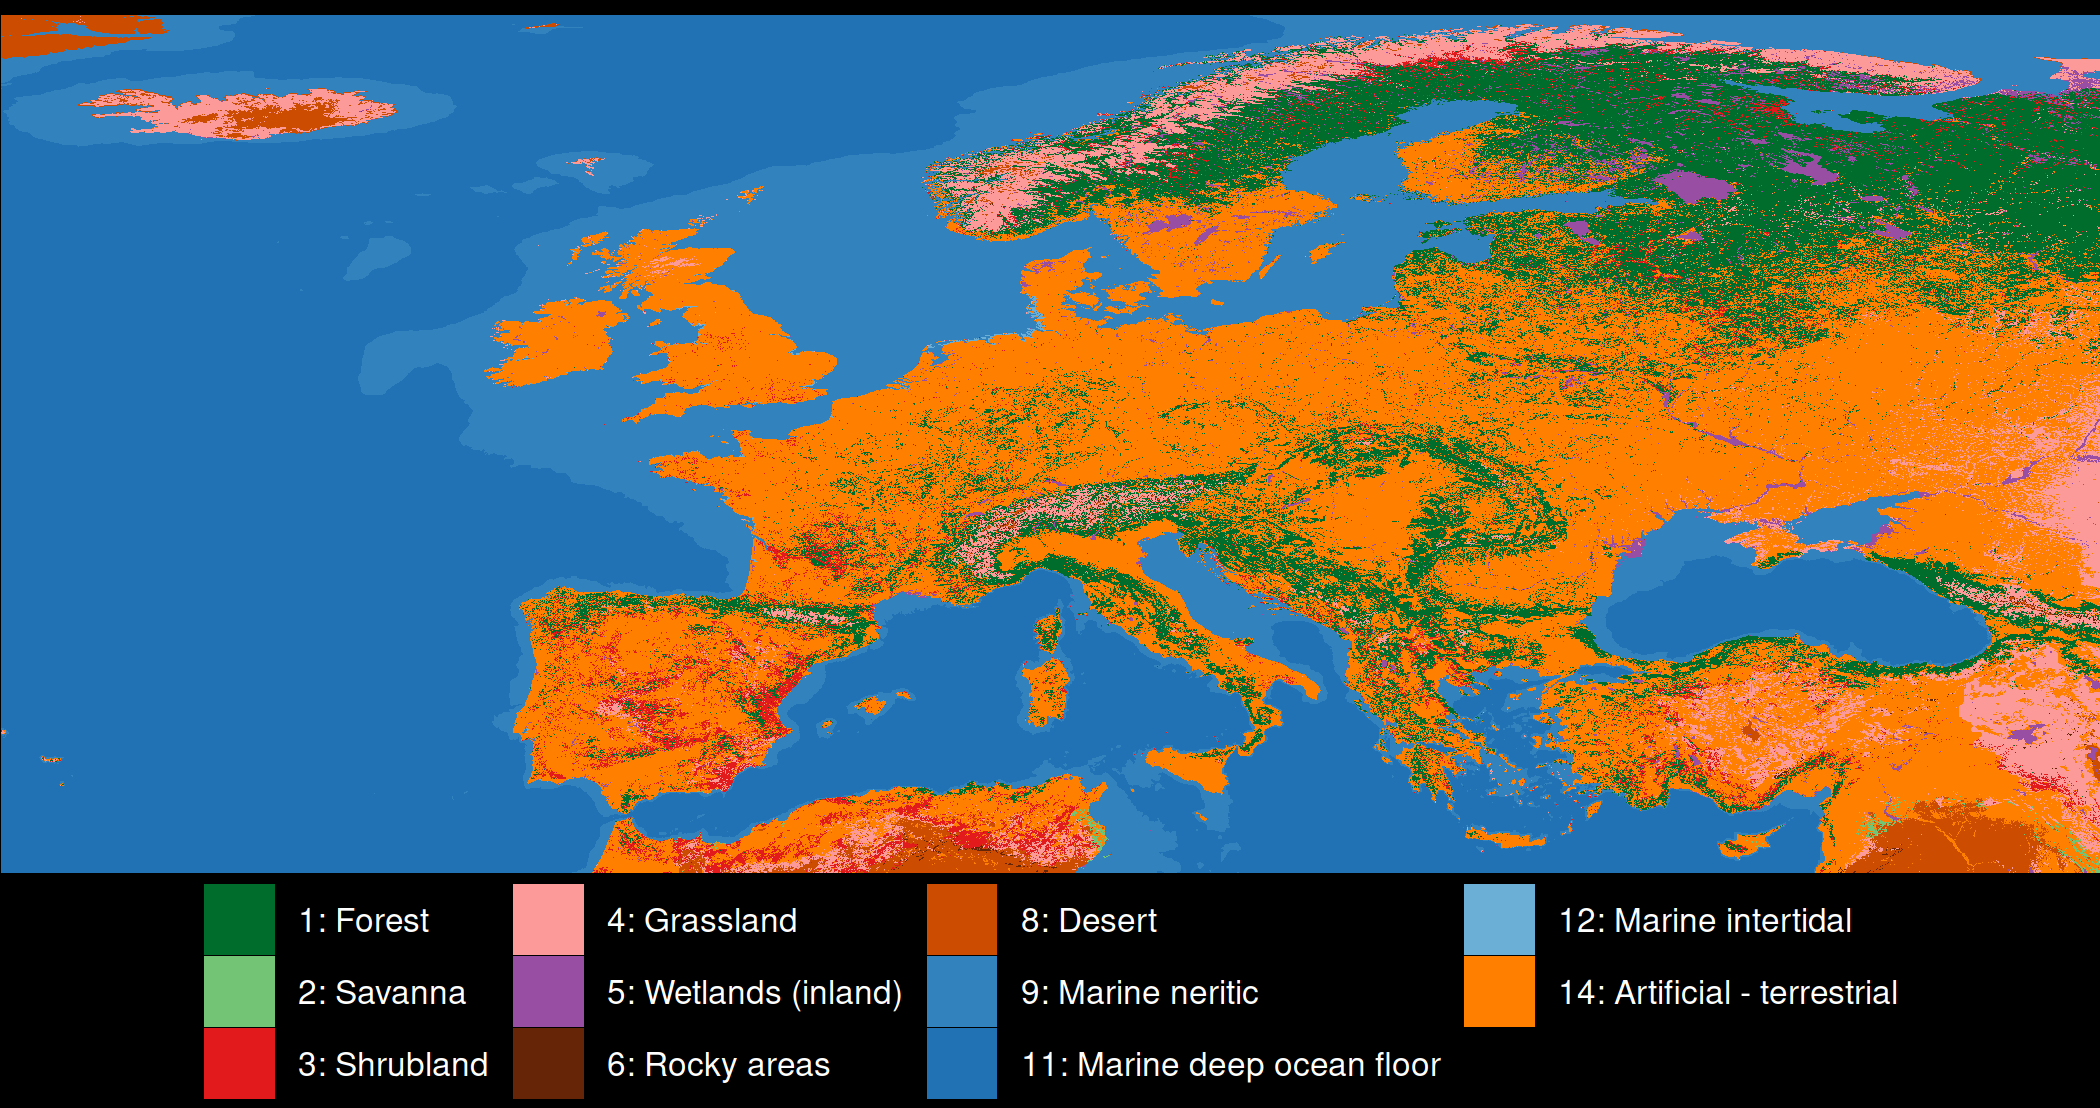 1: Forest
2: Savanna
3: Shrubland
4: Grassland
5: Wetlands (inland)
6: Rocky areas
8: Desert
9: Marine neritic
11: Marine deep ocean floor
12: Marine intertidal
14: Artificial - terrestrial